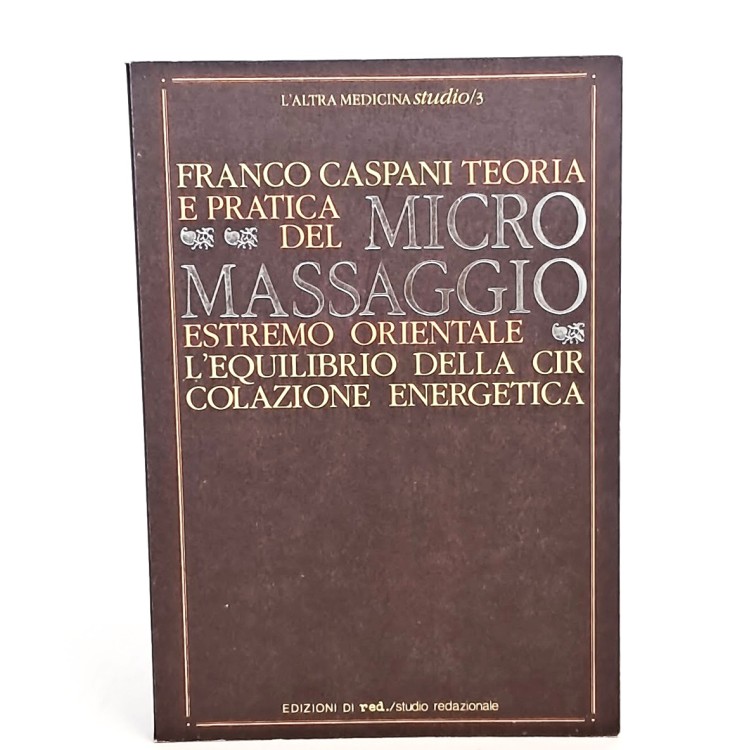 L'ALTRA MEDICINA studio/3
FRANCO CASPANI TEORIA
E PRATICA
DEL MICRO
MASSAGGIO
ESTREMO ORIENTALE
L'EQUILIBRIO DELLA CIR
COLAZIONE ENERGETICA
EDIZIONI DI red./studio redazionale